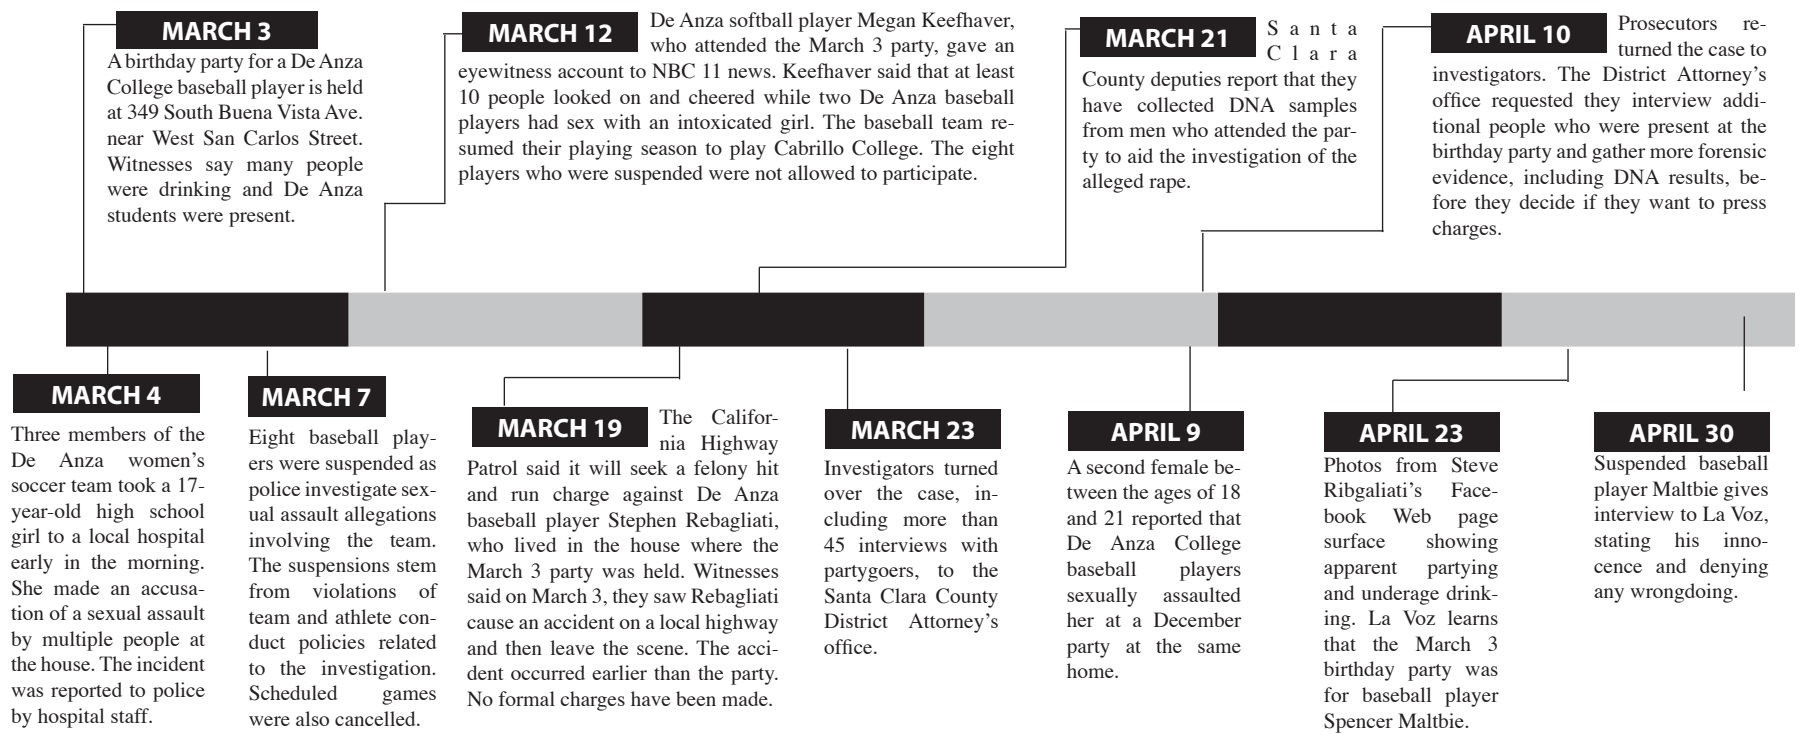 MARCH 3
A birthday party for a De Anza
College baseball player is held
at 349 South Buena Vista Ave.
near West San Carlos Street.
Witnesses say many people
were drinking and De Anza
students were present.
MARCH 12
De Anza softball player Megan Keefhaver,
who attended the March 3 party, gave an
eyewitness account to NBC 11 news. Keefhaver said that at least
10 people looked on and cheered while two De Anza baseball
players had sex with an intoxicated girl. The baseball team re-
sumed their playing season to play Cabrillo College. The eight
players who were suspended were not allowed to participate.
MARCH 21
Santa
Clara
County deputies report that they
have collected DNA samples
from men who attended the par-
ty to aid the investigation of the
alleged rape.
APRIL 10
Prosecutors re-
turned the case to
investigators. The District Attorney's
office requested they interview addi-
tional people who were present at the
birthday party and gather more forensic
evidence, including DNA results, be-
fore they decide if they want to press
charges.
MARCH 4
Three members of the
De Anza women's
soccer team took a 17-
year-old high school
girl to a local hospital
early in the morning.
She made an accusa-
tion of a sexual assault
by multiple people at
the house. The incident
was reported to police
by hospital staff.
MARCH 7
Eight baseball play-
ers were suspended as
police investigate sex-
ual assault allegations
involving the team.
The suspensions stem
from violations of
team and athlete con-
duct policies related
to the investigation.
Scheduled games
were also cancelled.
MARCH 19
The Califor-
nia Highway
Patrol said it will seek a felony hit
and run charge against De Anza
baseball player Stephen Rebagliati,
who lived in the house where the
March 3 party was held. Witnesses
said on March 3, they saw Rebagliati
cause an accident on a local highway
and then leave the scene. The acci-
dent occurred earlier than the party.
No formal charges have been made.
MARCH 23
Investigators turned
over the case, in-
cluding more than
45 interviews with
partygoers, to the
Santa Clara County
District Attorney's
office.
APRIL 9
A second female be-
tween the ages of 18
and 21 reported that
De Anza College
baseball players
sexually assaulted
her at a December
party at the same
home.
APRIL 23
Photos from Steve
Ribgaliati's Face-
book Web page
surface showing
apparent partying
and underage drink-
ing. La Voz learns
that the March 3
birthday party was
for baseball player
Spencer Maltbie.
APRIL 30
Suspended baseball
player Maltbie gives
interview to La Voz,
stating his inno-
cence and denying
any wrongdoing.